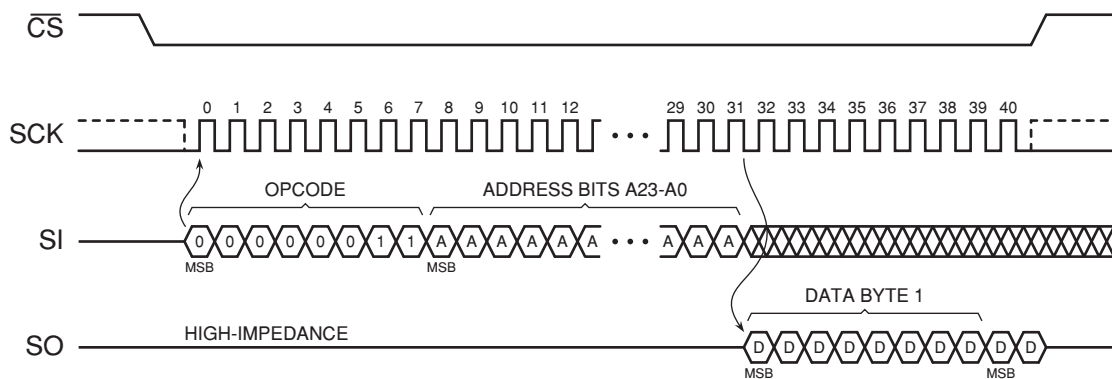 CS
0 1 2 3 4 5 6 7 8 9 10 11 12 29 30 31 32 33 34 35 36 37 38 39 40
SCK
OPCODE ADDRESS BITS A23-A0
SI 0 0 0 0 0 0 1 1 A A A A A A A A A
MSB MSB
DATA BYTE 1
HIGH-IMPEDANCE
SO D D D D D D D D D D
MSB MSB